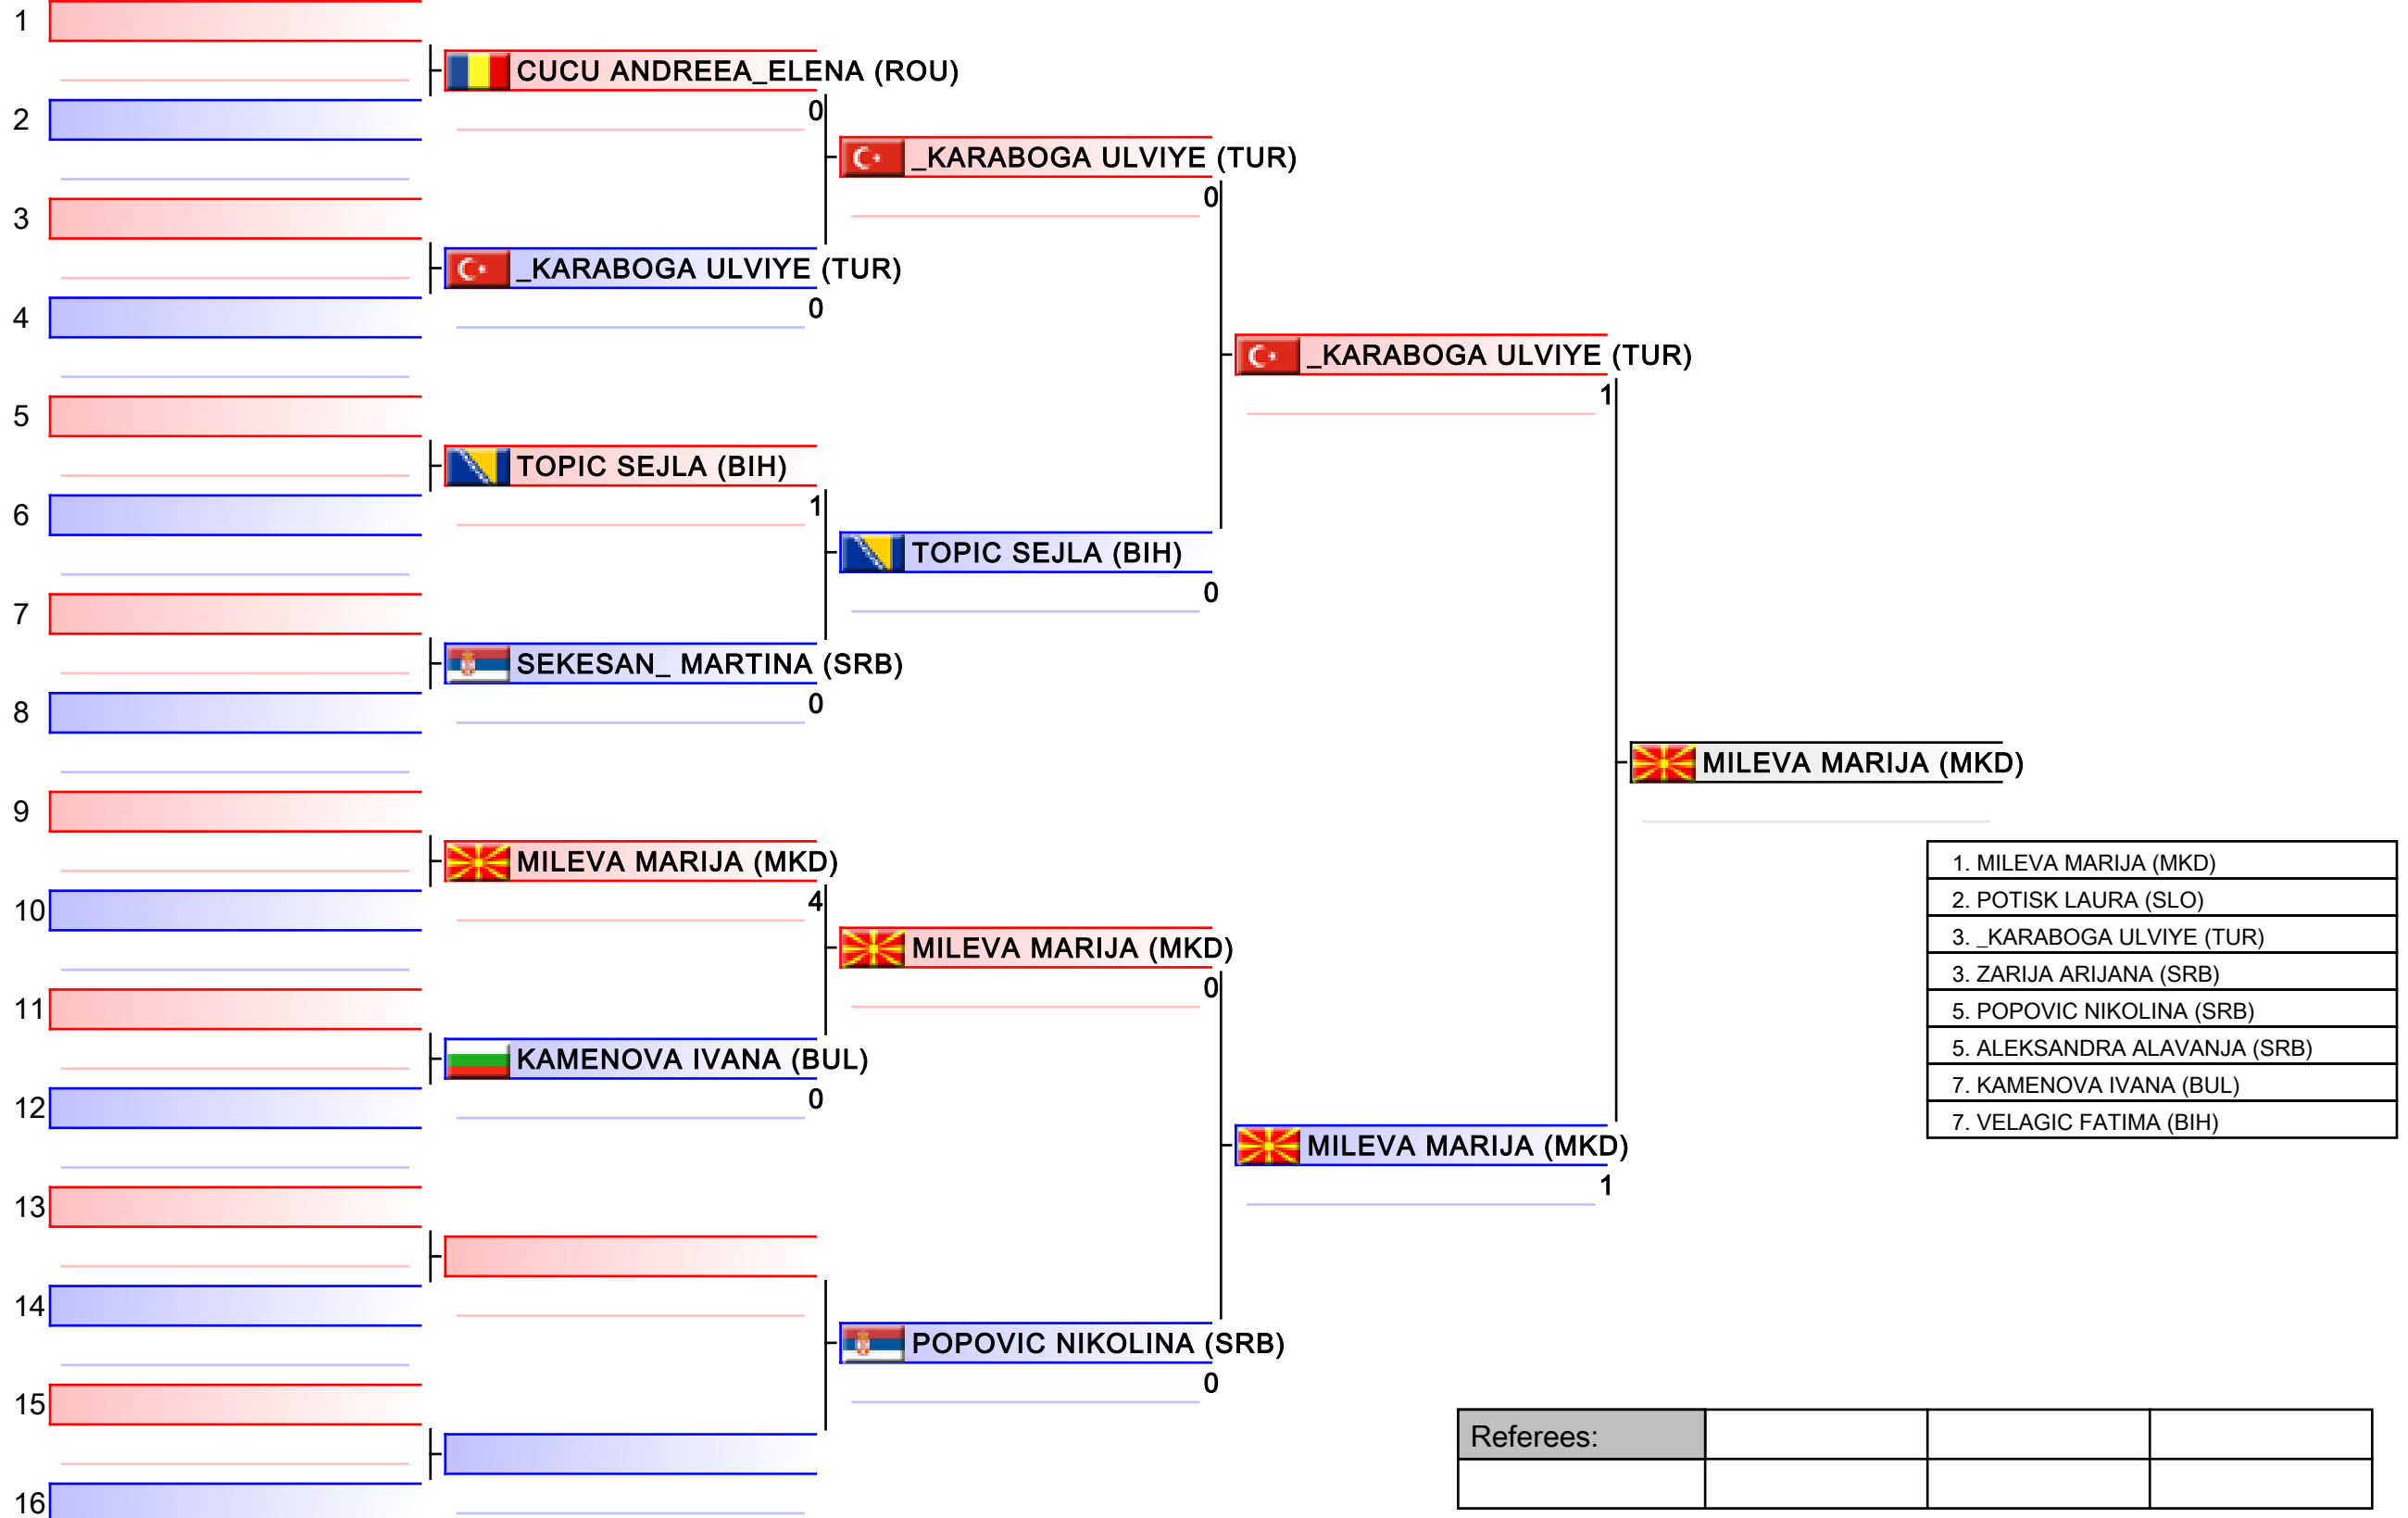 1
CUCU ANDREEA_ELENA (ROU)
0
2
_KARABOGA ULVIYE (TUR)
0
3
_KARABOGA ULVIYE (TUR)
0
4
_KARABOGA ULVIYE (TUR)
1
5
TOPIC SEJLA (BIH)
1
6
TOPIC SEJLA (BIH)
0
7
SEKESAN_ MARTINA (SRB)
0
8
MILEVA MARIJA (MKD)
9
MILEVA MARIJA (MKD)
4
10
MILEVA MARIJA (MKD)
0
11
KAMENOVA IVANA (BUL)
0
12
MILEVA MARIJA (MKD)
1
13
14
POPOVIC NIKOLINA (SRB)
0
15
16
1. MILEVA MARIJA (MKD)
2. POTISK LAURA (SLO)
3. _KARABOGA ULVIYE (TUR)
3. ZARIJA ARIJANA (SRB)
5. POPOVIC NIKOLINA (SRB)
5. ALEKSANDRA ALAVANJA (SRB)
7. KAMENOVA IVANA (BUL)
7. VELAGIC FATIMA (BIH)
Referees: